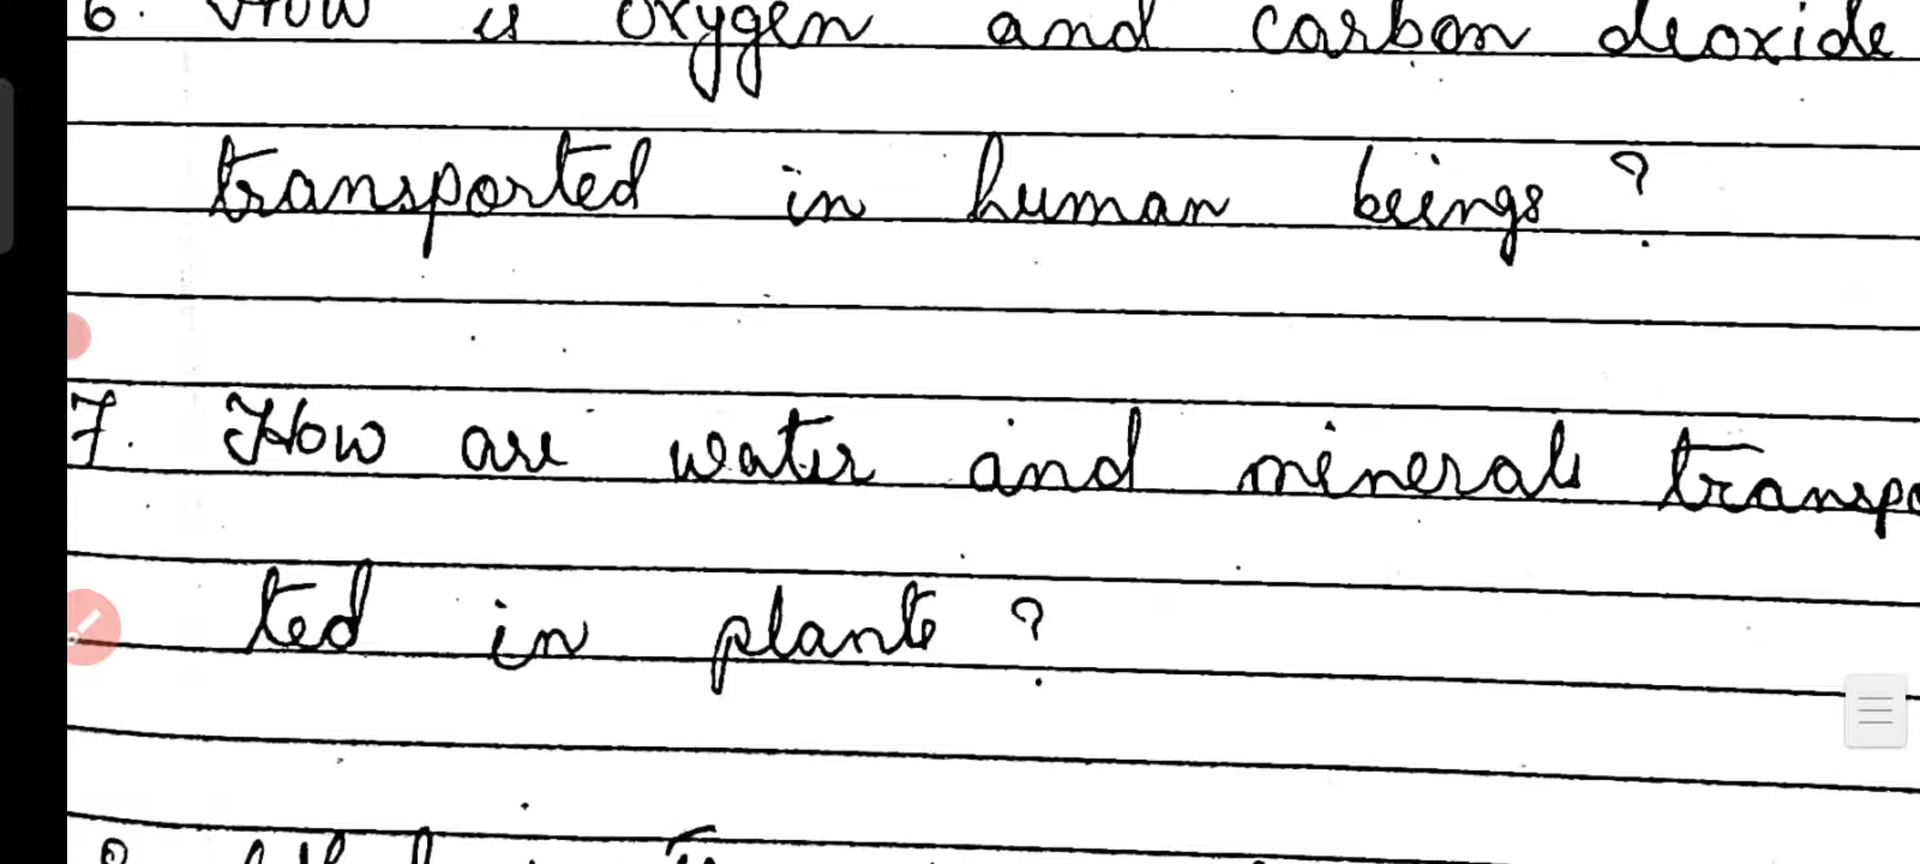 6. How is oxygen and carbon deoxide
transported in human beings?
7. How are water and minerals transpo
ted in plants?